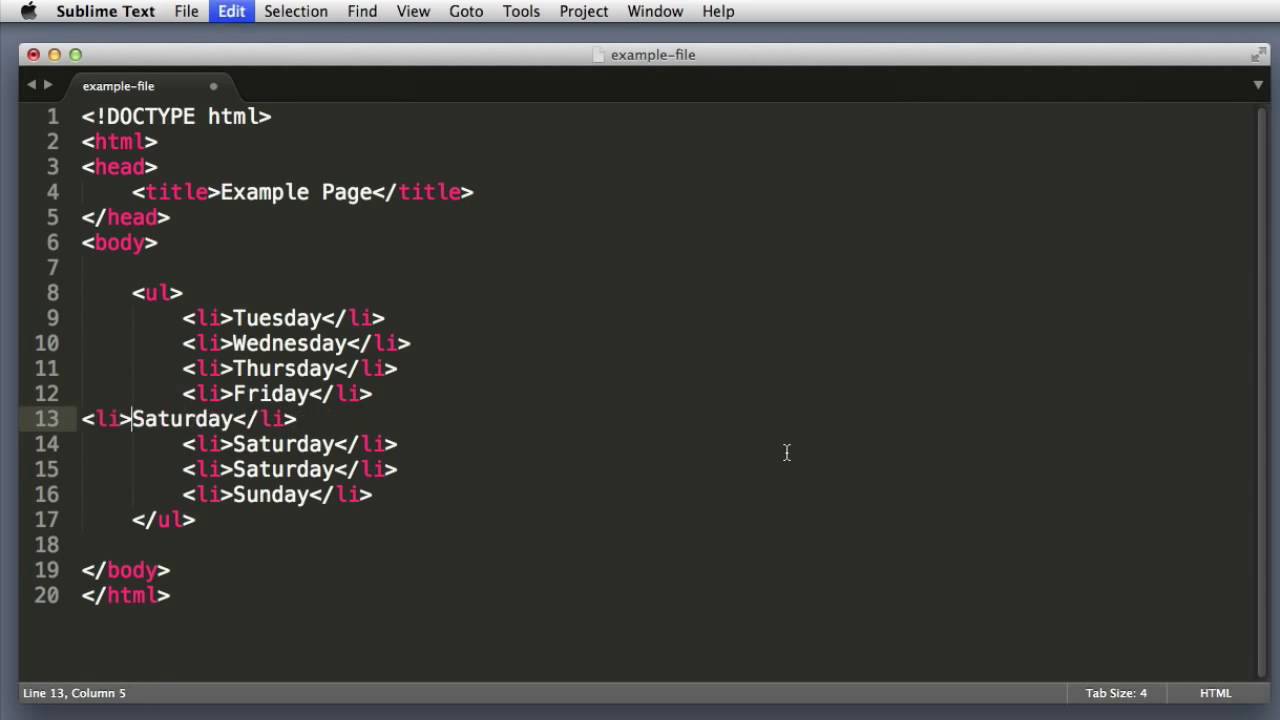 Sublime Text File Edit Selection Find View Goto Tools Project Window Help
example-file
example-file
1 <!DOCTYPE html>
2 <html>
3 <head>
4 <title>Example Page</title>
5 </head>
6 <body>
7
8 <ul>
9 <li>Tuesday</li>
10 <li>Wednesday</li>
11 <li>Thursday</li>
12 <li>Friday</li>
13 <li>Saturday</li>
14 <li>Saturday</li>
15 <li>Saturday</li>
16 <li>Sunday</li>
17 </ul>
18
19 </body>
20 </html>
Line 13, Column 5 Tab Size: 4 HTML